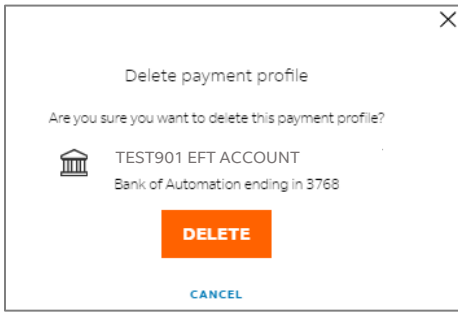 Delete payment profile
Are you sure you want to delete this payment profile?
TEST901 EFT ACCOUNT
Bank of Automation ending in 3768
DELETE
CANCEL